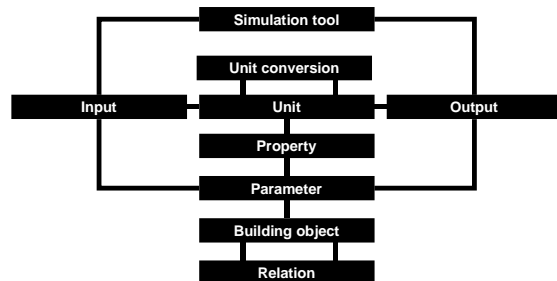 Simulation tool
Unit conversion
Input
Unit
Output
Property
Parameter
Building object
Relation